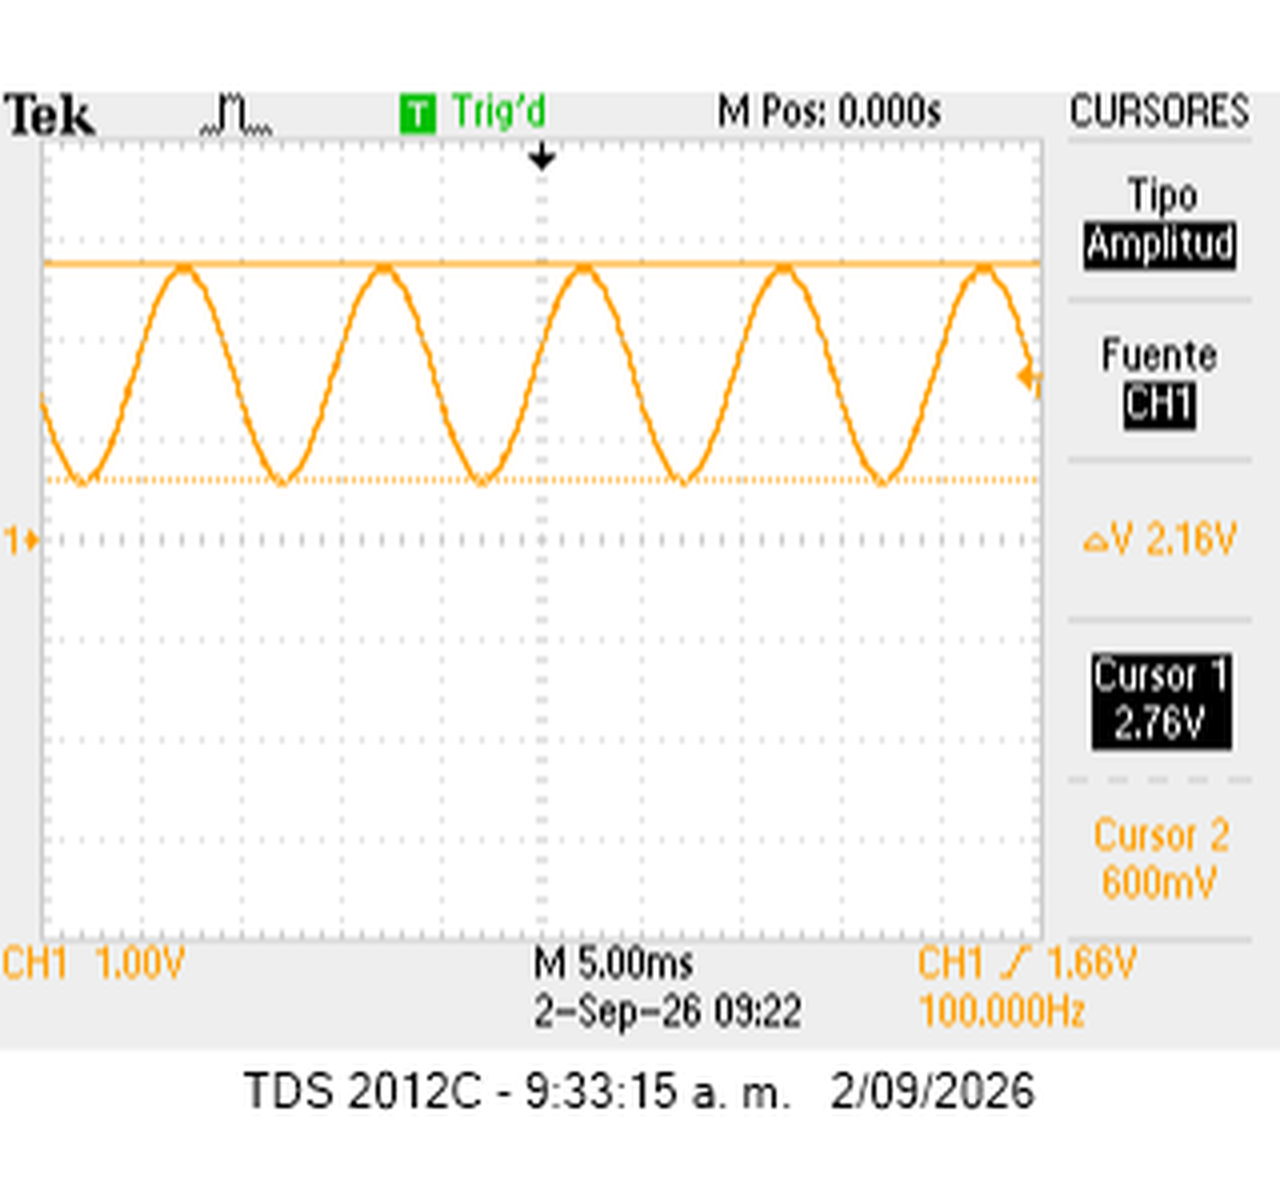 Tek T Trig'd M Pos: 0.000s CURSORES
Tipo
Amplitud
Fuente
CH1
1
△V 2.16V
Cursor 1
2.76V
Cursor 2
600mV
CH1 1.00V M 5.00ms CH1 1.66V
2-Sep-26 09:22 100.000Hz
TDS 2012C - 9:33:15 a. m. 2/09/2026